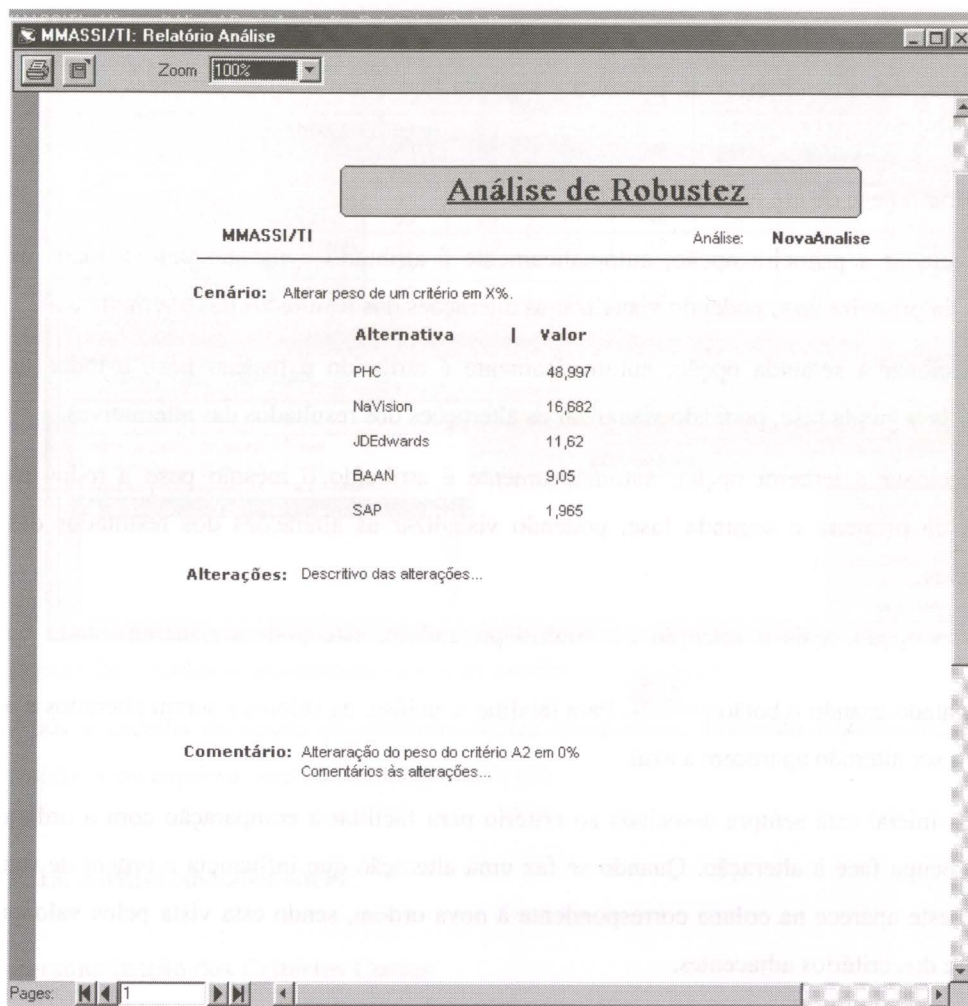 MMASSI/TI: Relatório Análise
Zoom 100%
Análise de Robustez
MMASSI/TI Análise: NovaAnalise
Cenário: Alterar peso de um critério em X%.
Alternativa | Valor
PHC 48,997
NaVision 16,682
JDEdwards 11,62
BAAN 9,05
SAP 1,965
Alterações: Descritivo das alterações...
Comentário: Alteraração do peso do critério A2 em 0%
Comentários às alterações...
Pages: 1